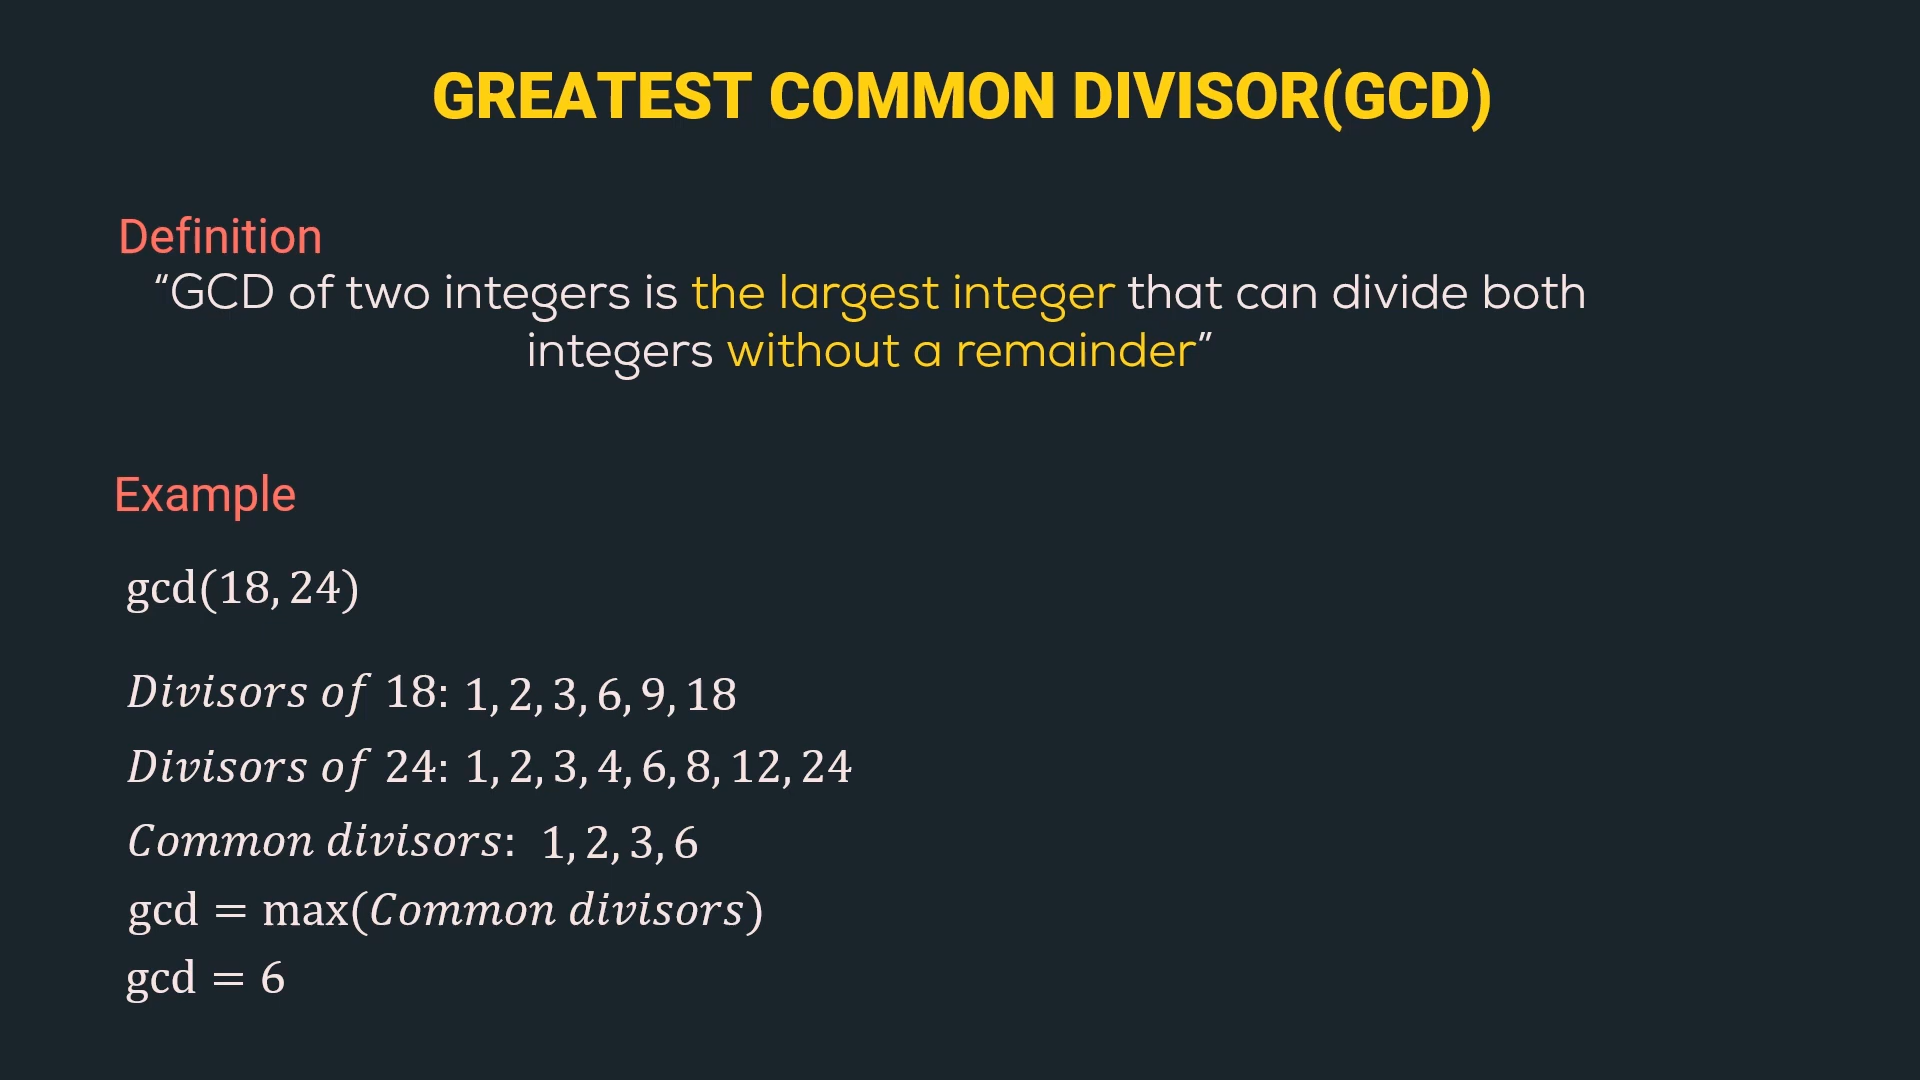 GREATEST COMMON DIVISOR(GCD)
Definition
“GCD of two integers is the largest integer that can divide both
integers without a remainder”
Example
gcd(18, 24)
Divisors of 18: 1, 2, 3, 6, 9, 18
Divisors of 24: 1, 2, 3, 4, 6, 8, 12, 24
Common divisors: 1, 2, 3, 6
gcd = max(Common divisors)
gcd = 6